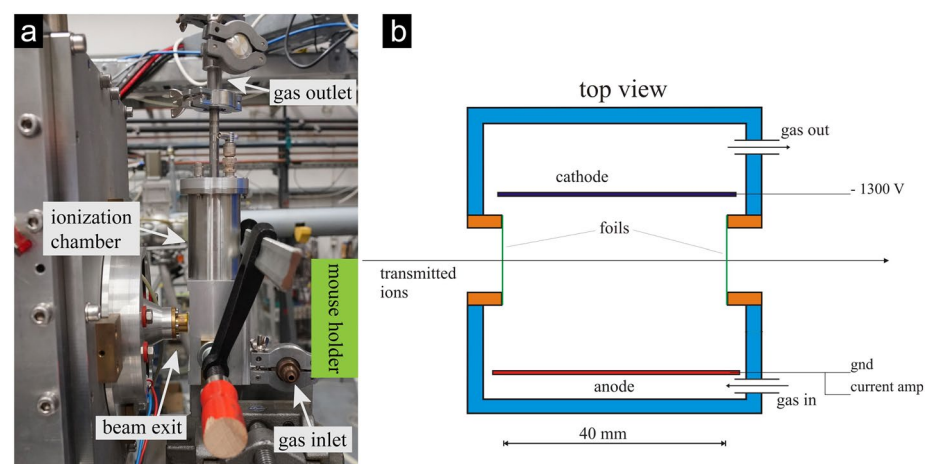 a
gas outlet
ionization
chamber
mouse holder
beam exit
gas inlet
b
top view
gas out
cathode
- 1300 V
foils
transmitted
ions
gnd
anode
current amp
gas in
40 mm